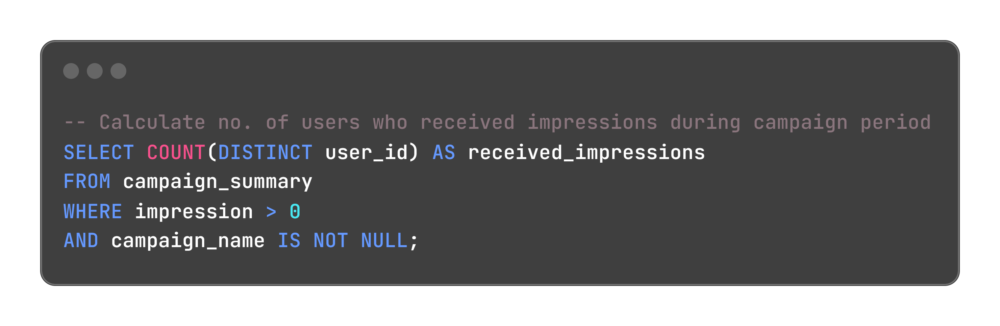 -- Calculate no. of users who received impressions during campaign period
SELECT COUNT(DISTINCT user_id) AS received_impressions
FROM campaign_summary
WHERE impression > 0
AND campaign_name IS NOT NULL;